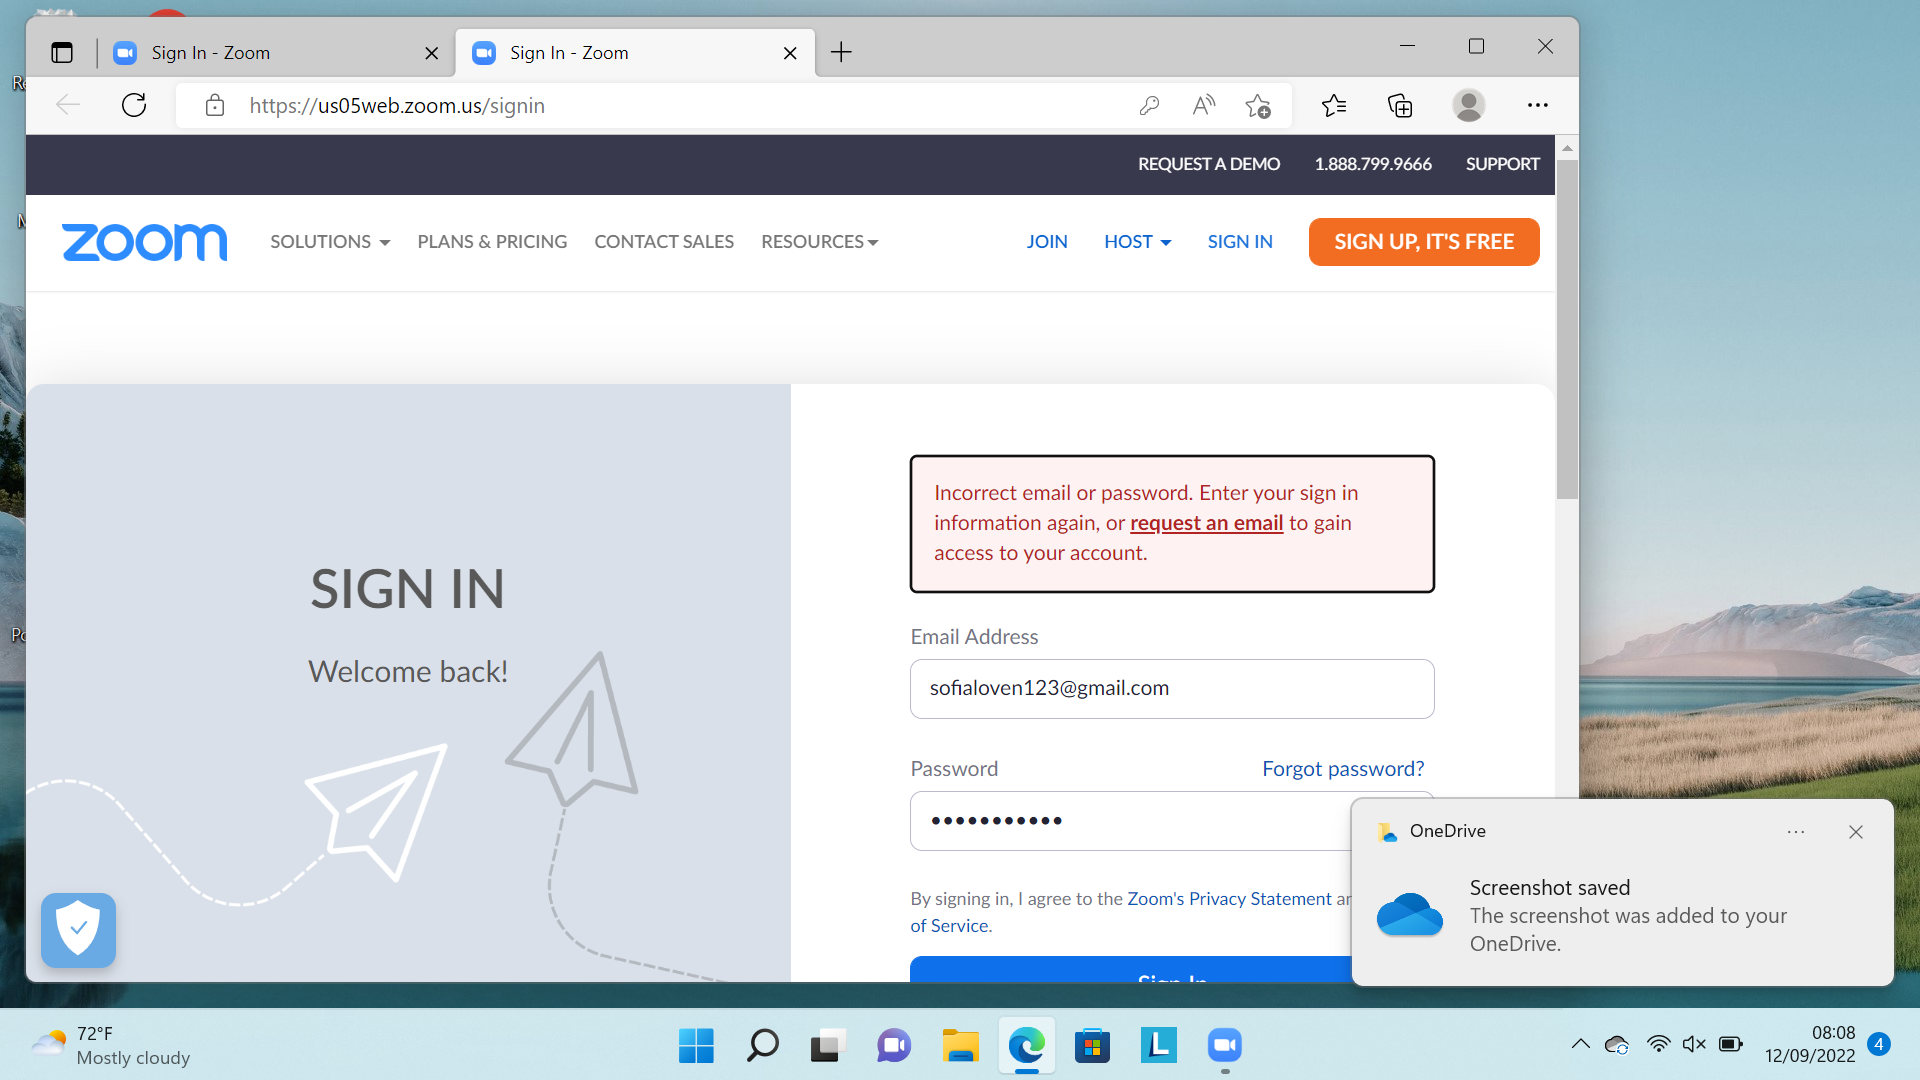 Sign In - Zoom
Sign In - Zoom
https://us05web.zoom.us/signin
REQUEST A DEMO
1.888.799.9666
SUPPORT
zoom
SOLUTIONS
PLANS & PRICING
CONTACT SALES
RESOURCES
JOIN
HOST
SIGN IN
SIGN UP, IT'S FREE
SIGN IN
Welcome back!
Incorrect email or password. Enter your sign in
information again, or request an email to gain
access to your account.
Email Address
sofialoven123@gmail.com
Password
Forgot password?
By signing in, I agree to the Zoom's Privacy Statement
of Service.
Sign In
OneDrive
Screenshot saved
The screenshot was added to your
OneDrive.
72°F
Mostly cloudy
L
08:08
12/09/2022
4